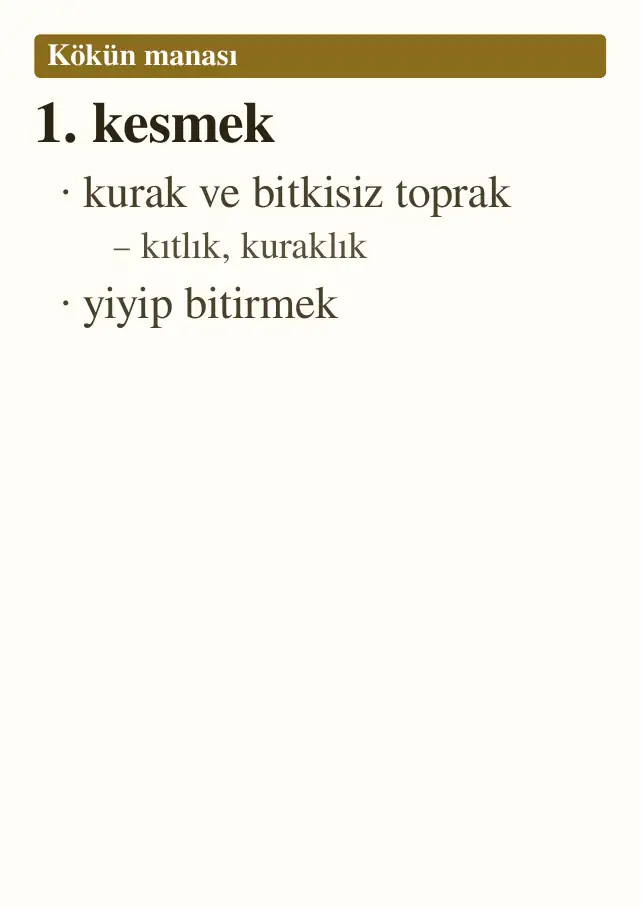 Kökün manası
1. kesmek
· kurak ve bitkisiz toprak
– kıtlık, kuraklık
· yiyip bitirmek